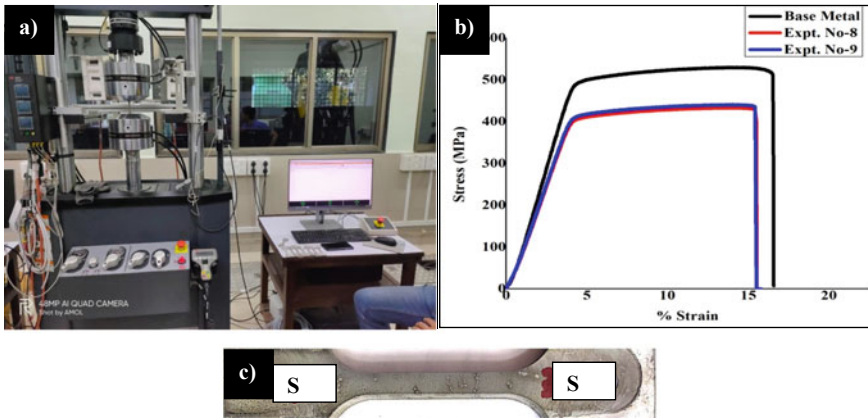 a)
48MP AI QUAD CAMERA
Shot by AMOL
b)
Base Metal
Expt. No-8
Expt. No-9
600
500
400
300
200
100
0
Stress (MPa)
0 5 10 15 20
% Strain
c)
S
S